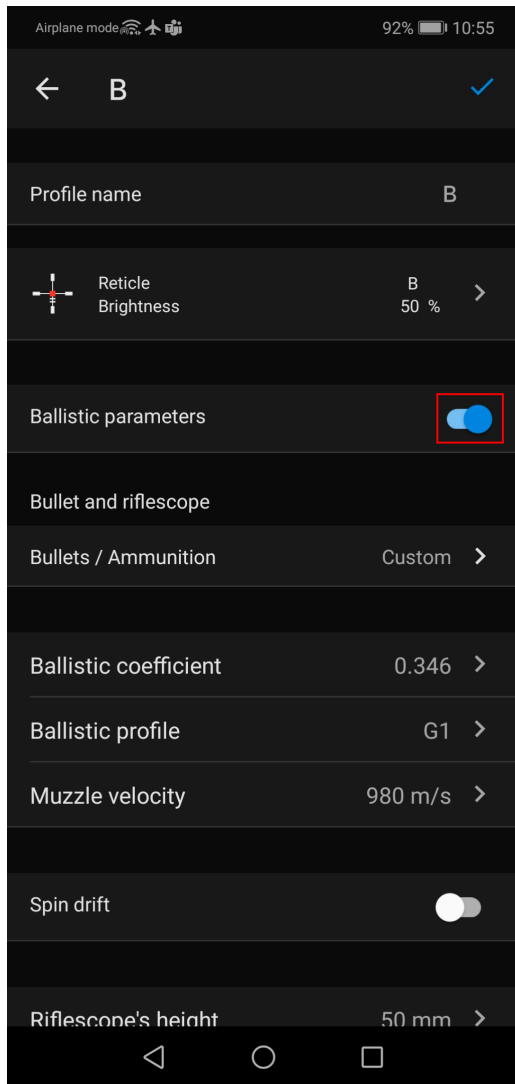 Airplane mode 92% 10:55
B
Profile name B
Reticle B
Brightness 50 %
Ballistic parameters
Bullet and riflescope
Bullets / Ammunition Custom
Ballistic coefficient 0.346
Ballistic profile G1
Muzzle velocity 980 m/s
Spin drift
Riflescope's height 50 mm